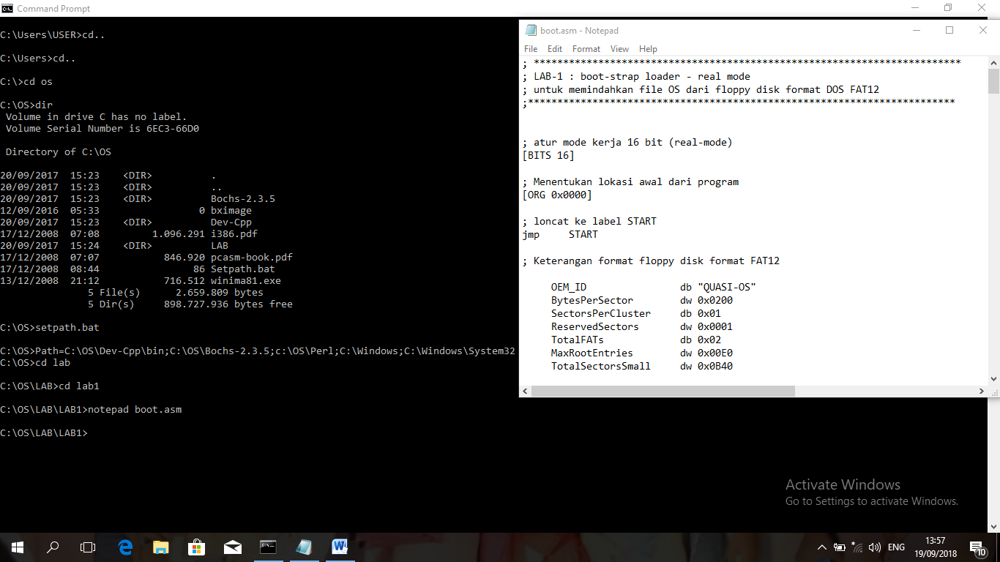 Command Prompt
C:\Users\USER>cd..
C:\Users>cd..
C:\>cd os
C:\OS>dir
 Volume in drive C has no label.
 Volume Serial Number is 6EC3-66D0
 Directory of C:\OS
20/09/2017  15:23    <DIR>          .
20/09/2017  15:23    <DIR>          ..
20/09/2017  15:23    <DIR>          Bochs-2.3.5
12/09/2016  05:33                 0 bximage
20/09/2017  15:23    <DIR>          Dev-Cpp
17/12/2008  07:08         1.096.291 i386.pdf
20/09/2017  15:24    <DIR>          LAB
17/12/2008  07:07           846.920 pcasm-book.pdf
17/12/2008  08:44                86 Setpath.bat
13/12/2008  21:12           716.512 winima81.exe
               5 File(s)      2.659.809 bytes
               5 Dir(s)     898.727.936 bytes free
C:\OS>setpath.bat
C:\OS>Path=C:\OS\Dev-Cpp\bin;C:\OS\Bochs-2.3.5;c:\OS\Perl;C:\Windows;C:\Windows\System32
C:\OS>cd lab
C:\OS\LAB>cd lab1
C:\OS\LAB\LAB1>notepad boot.asm
C:\OS\LAB\LAB1>
boot.asm - Notepad
File Edit Format View Help
; *************************************************************************
; LAB-1 : boot-strap loader - real mode
; untuk memindahkan file OS dari floppy disk format DOS FAT12
;*************************************************************************
; atur mode kerja 16 bit (real-mode)
[BITS 16]
; Menentukan lokasi awal dari program
[ORG 0x0000]
; loncat ke label START
jmp     START
; Keterangan format floppy disk format FAT12
     OEM_ID                db "QUASI-OS"
     BytesPerSector        dw 0x0200
     SectorsPerCluster     db 0x01
     ReservedSectors       dw 0x0001
     TotalFATs             db 0x02
     MaxRootEntries        dw 0x00E0
     TotalSectorsSmall     dw 0x0B40
Activate Windows
Go to Settings to activate Windows.
ENG
13:57
19/09/2018
10